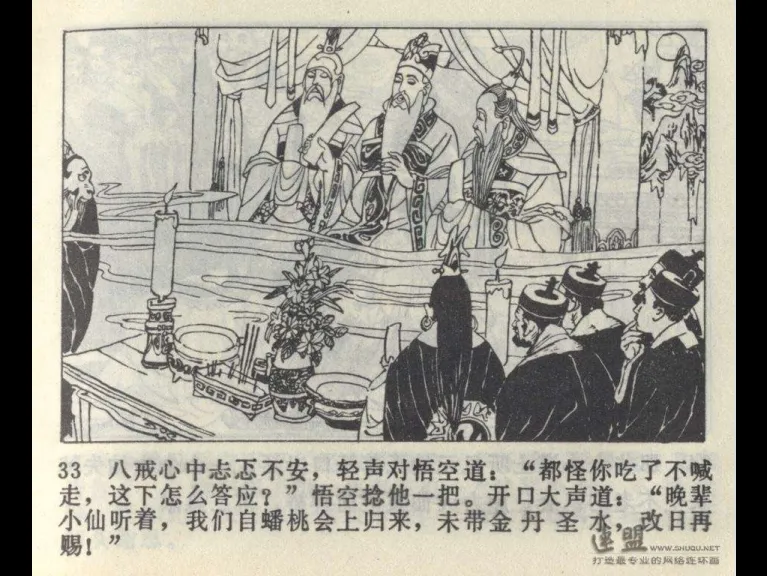 33 八戒心中忐忑不安，轻声对悟空道：“都怪你吃了不喊
走，这下怎么答应？”悟空捻他一把。开口大声道：“晚辈
小仙听着，我们自蟠桃会上归来，未带金丹圣水，改日再
赐！”
连盟 WWW.SHUQU.NET
打造最专业的网络连环画